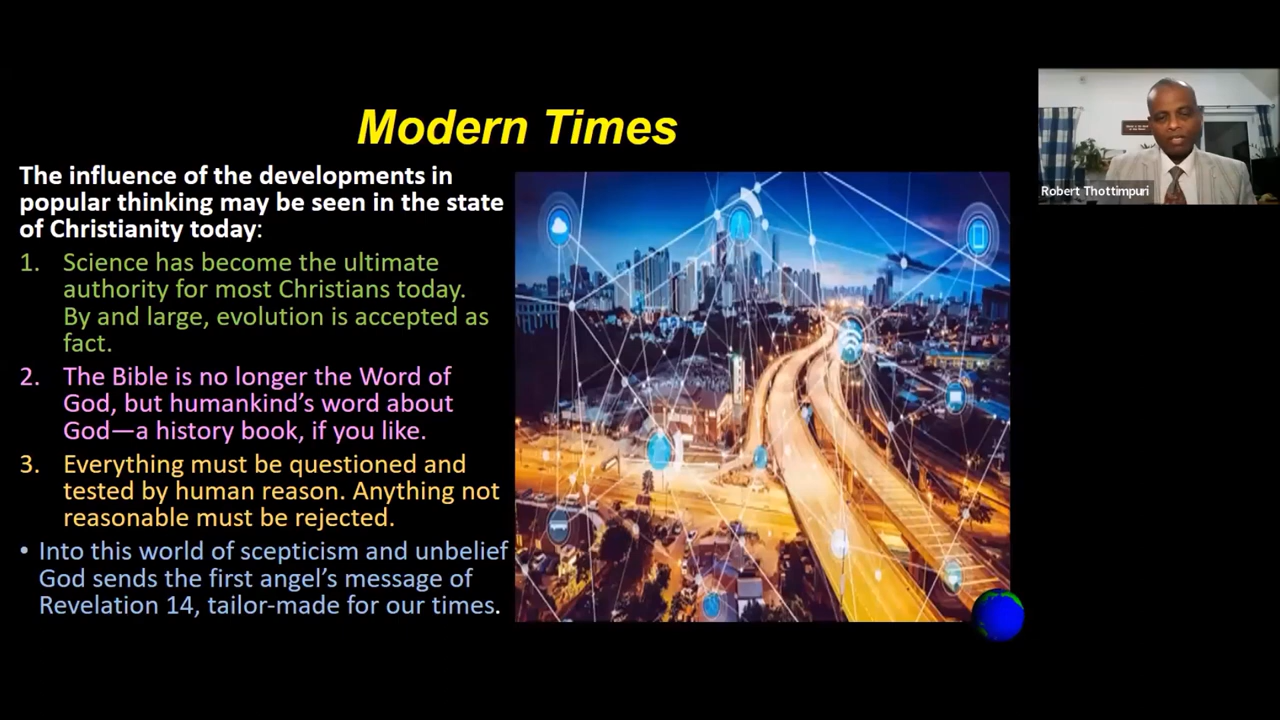 Modern Times
The influence of the developments in
popular thinking may be seen in the state
of Christianity today:
1. Science has become the ultimate
authority for most Christians today.
By and large, evolution is accepted as
fact.
2. The Bible is no longer the Word of
God, but humankind's word about
God—a history book, if you like.
3. Everything must be questioned and
tested by human reason. Anything not
reasonable must be rejected.
• Into this world of scepticism and unbelief
God sends the first angel's message of
Revelation 14, tailor-made for our times.
Robert Thottimpuri